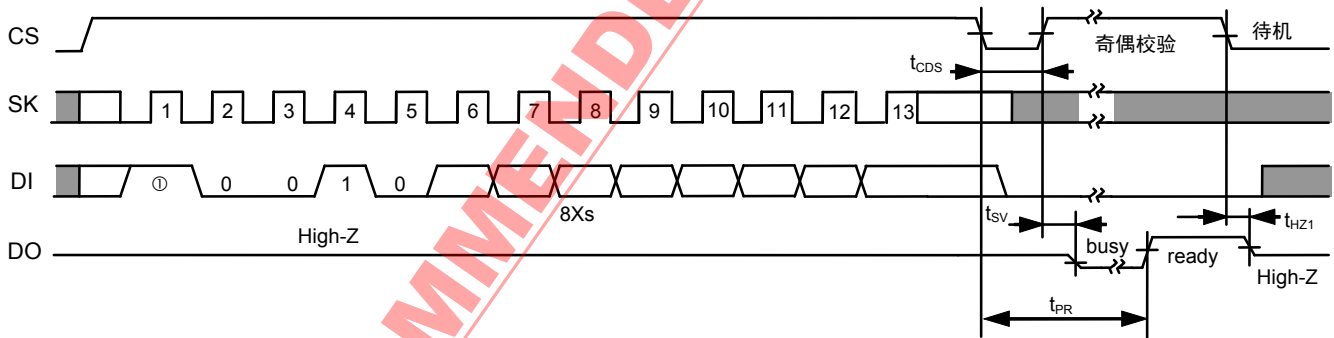 CS
奇偶校验
待机
tCDS
SK
1 2 3 4 5 6 7 8 9 10 11 12 13
DI
① 0 0 1 0
8Xs
tSV
tHZ1
High-Z
DO
busy
ready
High-Z
tPR
MMENDE